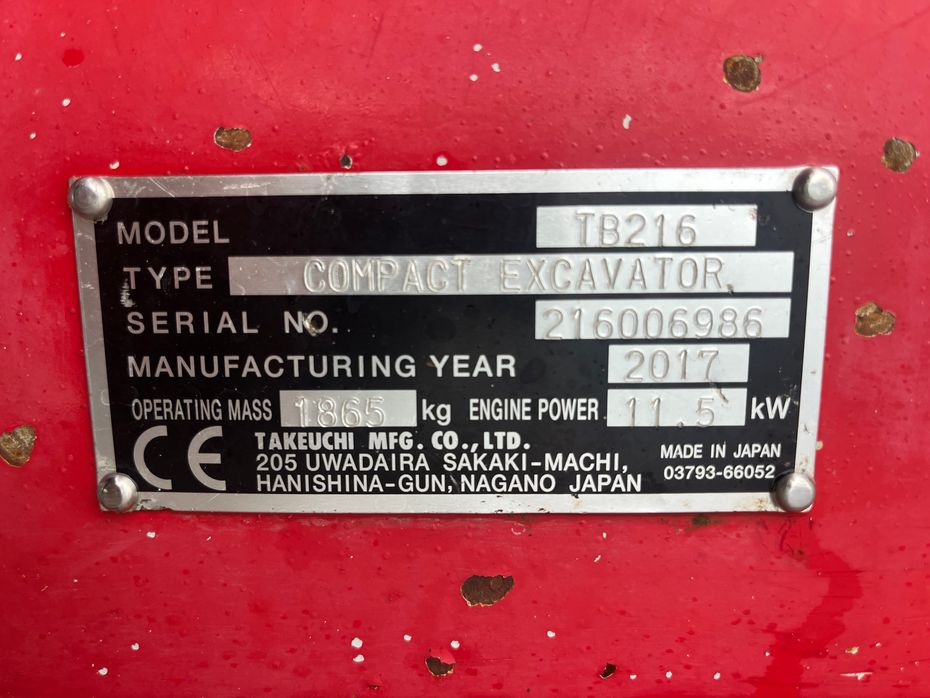 MODEL TB216
TYPE COMPACT EXCAVATOR
SERIAL NO. 216006986
MANUFACTURING YEAR 2017
OPERATING MASS 1865 kg ENGINE POWER 11.5 kW
CE TAKEUCHI MFG. CO.,LTD.
205 UWADAIRA SAKAKI-MACHI,
HANISHINA-GUN, NAGANO JAPAN
MADE IN JAPAN
03793-66052